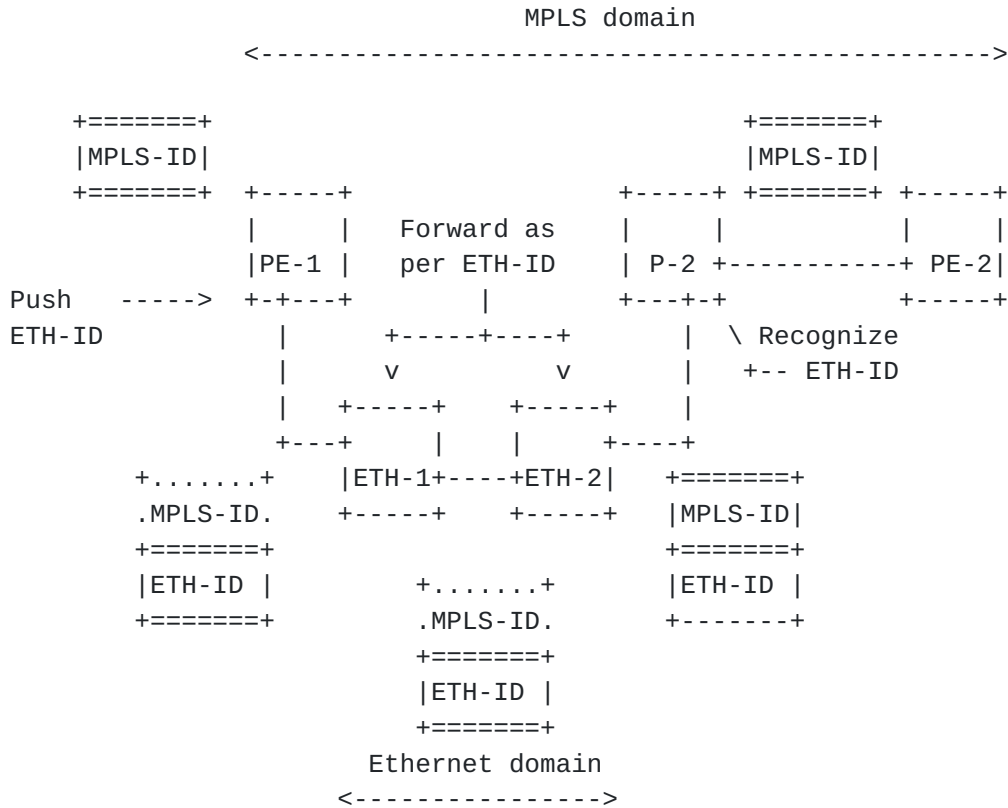 MPLS domain
<----------------------------------------------->

    +=======+                                  +=======+
    |MPLS-ID|                                  |MPLS-ID|
    +=======+  +-----+                 +-----+ +=======+ +-----+
               |     |   Forward as    |     |           |     |
               |PE-1 |   per ETH-ID    | P-2 +-----------+ PE-2|
Push   ----->  +-+---+        |        +---+-+           +-----+
ETH-ID           |      +-----+----+       |  \ Recognize
                 |      v          v       |   +-- ETH-ID
                 |   +-----+    +-----+    |
                 +---+     |    |     +----+
        +.......+    |ETH-1+----+ETH-2|   +=======+
        .MPLS-ID.    +-----+    +-----+   |MPLS-ID|
        +=======+                         +=======+
        |ETH-ID |         +.......+       |ETH-ID |
        +=======+         .MPLS-ID.       +-------+
                          +=======+
                          |ETH-ID |
                          +=======+
                       Ethernet domain
                     <---------------->